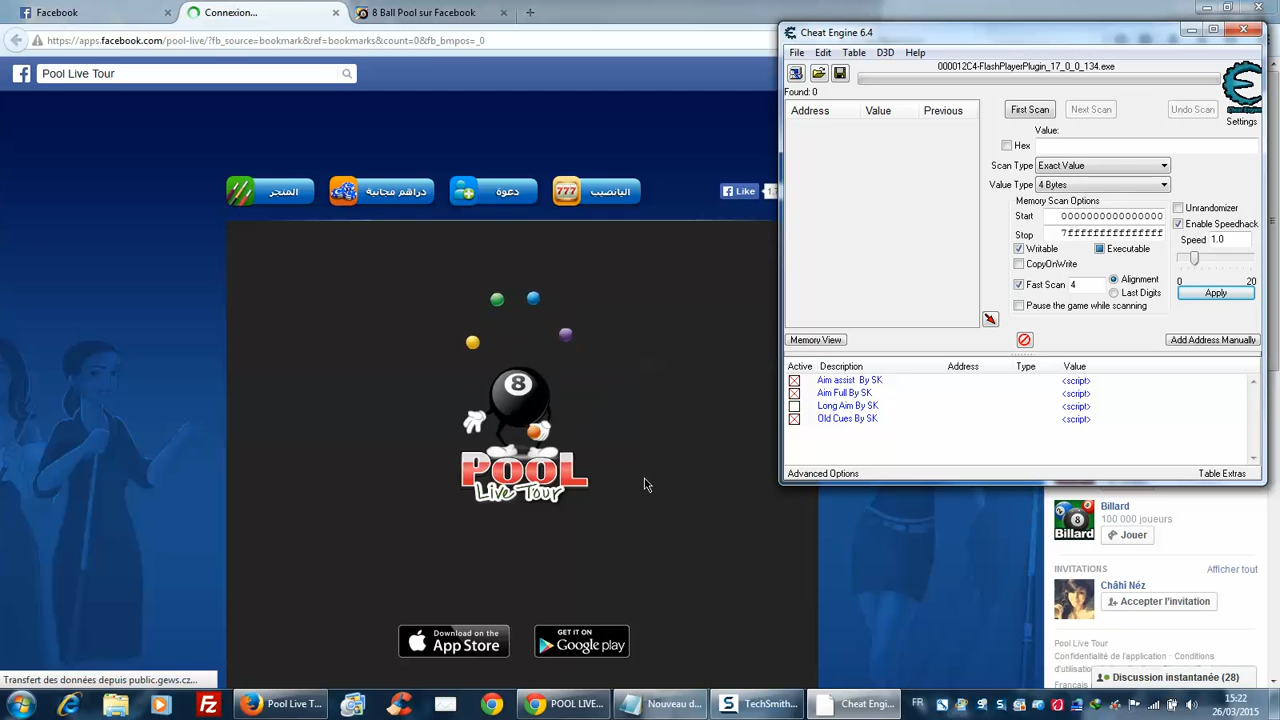 Facebook
Connexion...
8 Ball Pool sur Facebook
https://apps.facebook.com/pool-live/?fb_source=bookmark&ref=bookmarks&count=0&fb_bmpos=_0
Pool Live Tour
المتجر
دراهم مجانية
دعوة
اليانصيب
Like
8
POOL
Live Tour
Download on the
App Store
GET IT ON
Google play
Cheat Engine 6.4
File Edit Table D3D Help
000012C4-FlashPlayerPlugin_17_0_0_134.exe
Found: 0
Address Value Previous
First Scan Next Scan Undo Scan
Settings
Value:
Hex
Scan Type Exact Value
Value Type 4 Bytes
Memory Scan Options
Start 0000000000000000
Stop 7fffffffffffffff
Writable Executable
CopyOnWrite
Fast Scan 4 Alignment
Last Digits
Pause the game while scanning
Unrandomizer
Enable Speedhack
Speed 1.0
0 20
Apply
Memory View
Add Address Manually
Active Description Address Type Value
Aim assist By SK <script>
Aim Full By SK <script>
Long Aim By SK <script>
Old Cues By SK <script>
Advanced Options Table Extras
Billard
Billard
100 000 joueurs
Jouer
INVITATIONS Afficher tout
Châhî Néz
Accepter l'invitation
Pool Live Tour
Confidentialité de l'application · Conditions
d'utilisation
Français
Discussion instantanée (28)
Transfert des données depuis public.gews.cz...
Pool Live T...
POOL LIVE...
Nouveau d...
TechSmith...
Cheat Engi...
FR
15:22
26/03/2015